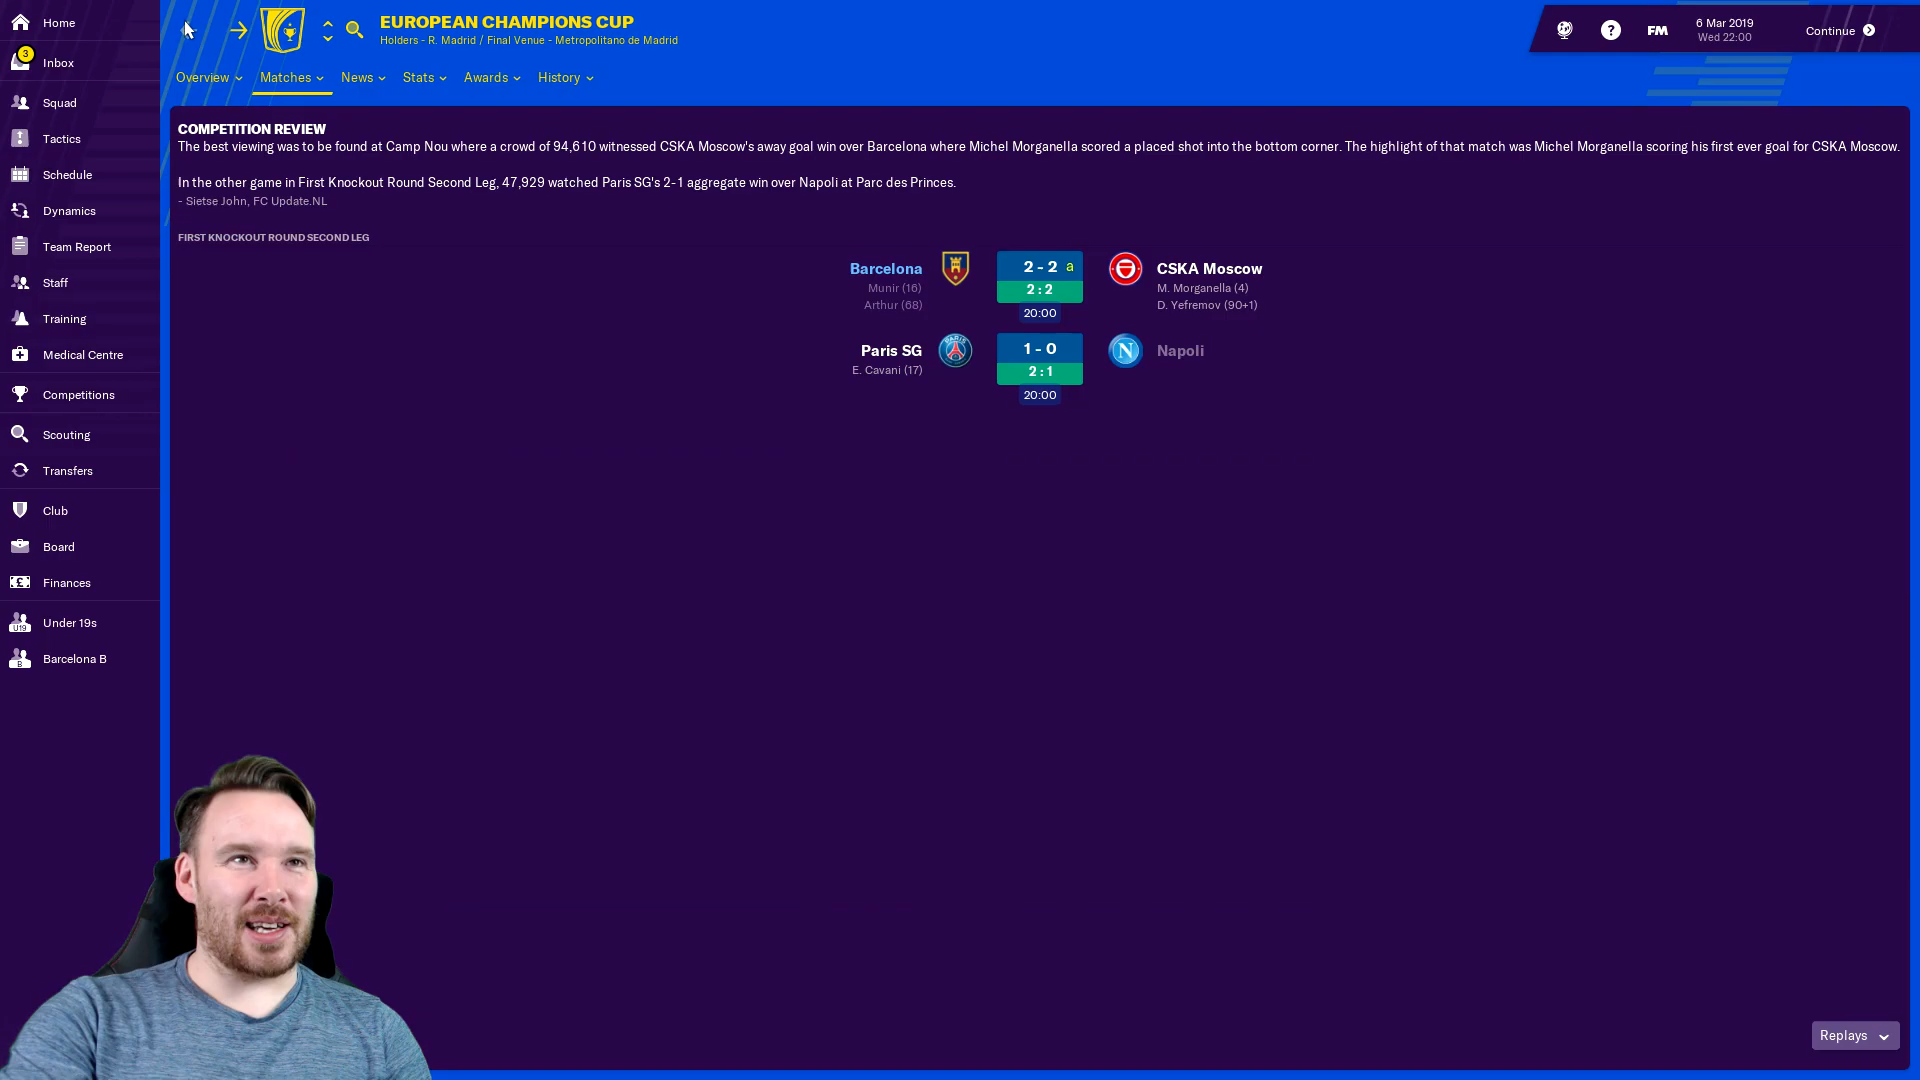 Home
3
Inbox
Squad
Tactics
Schedule
Dynamics
Team Report
Staff
Training
Medical Centre
Competitions
Scouting
Transfers
Club
Board
Finances
U19
Under 19s
B
Barcelona B
EUROPEAN CHAMPIONS CUP
Holders - R. Madrid / Final Venue - Metropolitano de Madrid
?
FM
6 Mar 2019
Wed 22:00
Continue
Overview
Matches
News
Stats
Awards
History
COMPETITION REVIEW
The best viewing was to be found at Camp Nou where a crowd of 94,610 witnessed CSKA Moscow's away goal win over Barcelona where Michel Morganella scored a placed shot into the bottom corner. The highlight of that match was Michel Morganella scoring his first ever goal for CSKA Moscow.
In the other game in First Knockout Round Second Leg, 47,929 watched Paris SG's 2-1 aggregate win over Napoli at Parc des Princes.
- Sietse John, FC Update.NL
FIRST KNOCKOUT ROUND SECOND LEG
Barcelona
Munir (16)
Arthur (68)
2 - 2 a
2 : 2
20:00
CSKA Moscow
M. Morganella (4)
D. Yefremov (90+1)
Paris SG
E. Cavani (17)
PARIS
1 - 0
2 : 1
20:00
N
Napoli
Replays